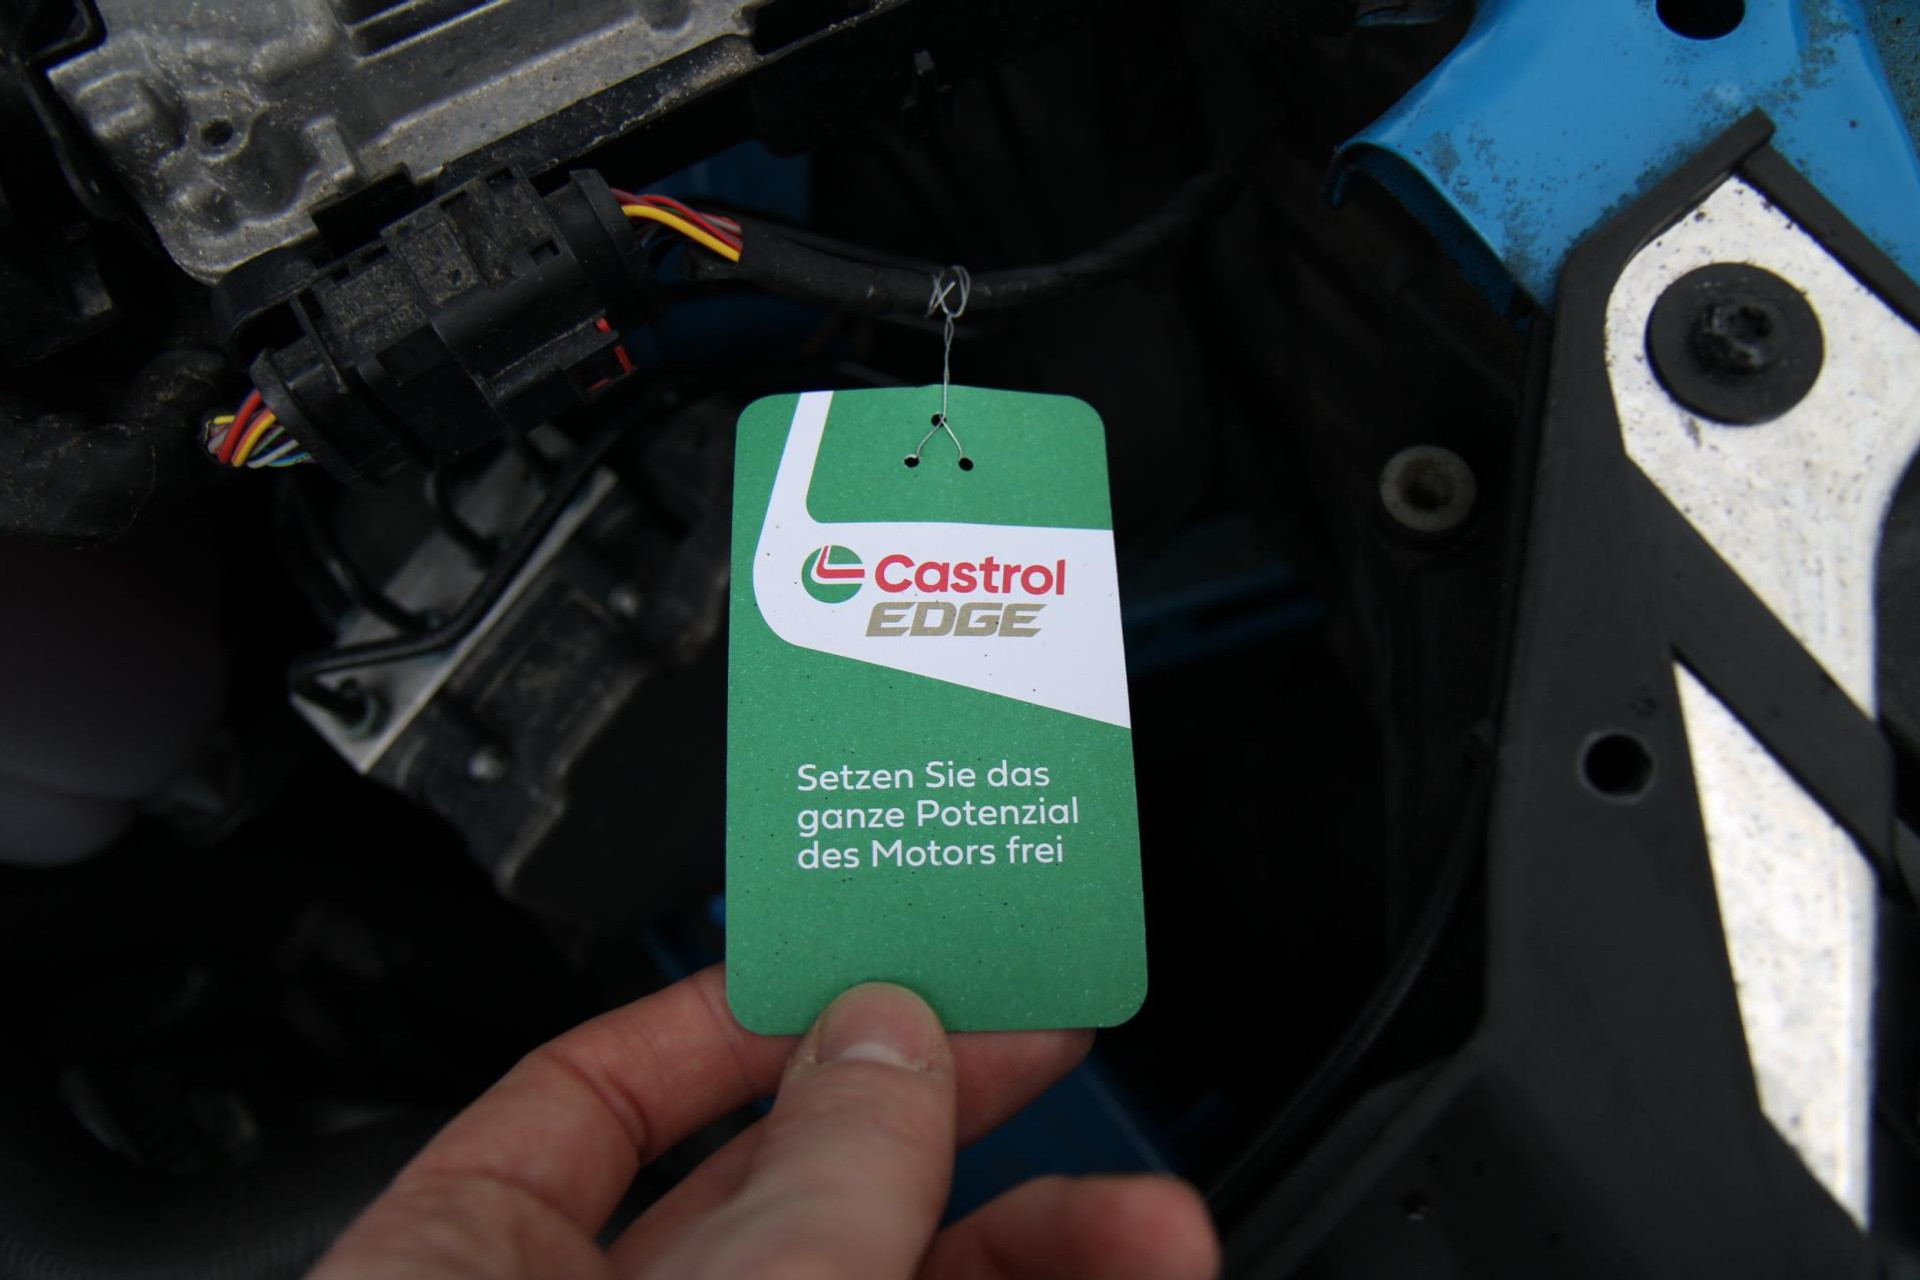 Castrol
EDGE
Setzen Sie das
ganze Potenzial
des Motors frei